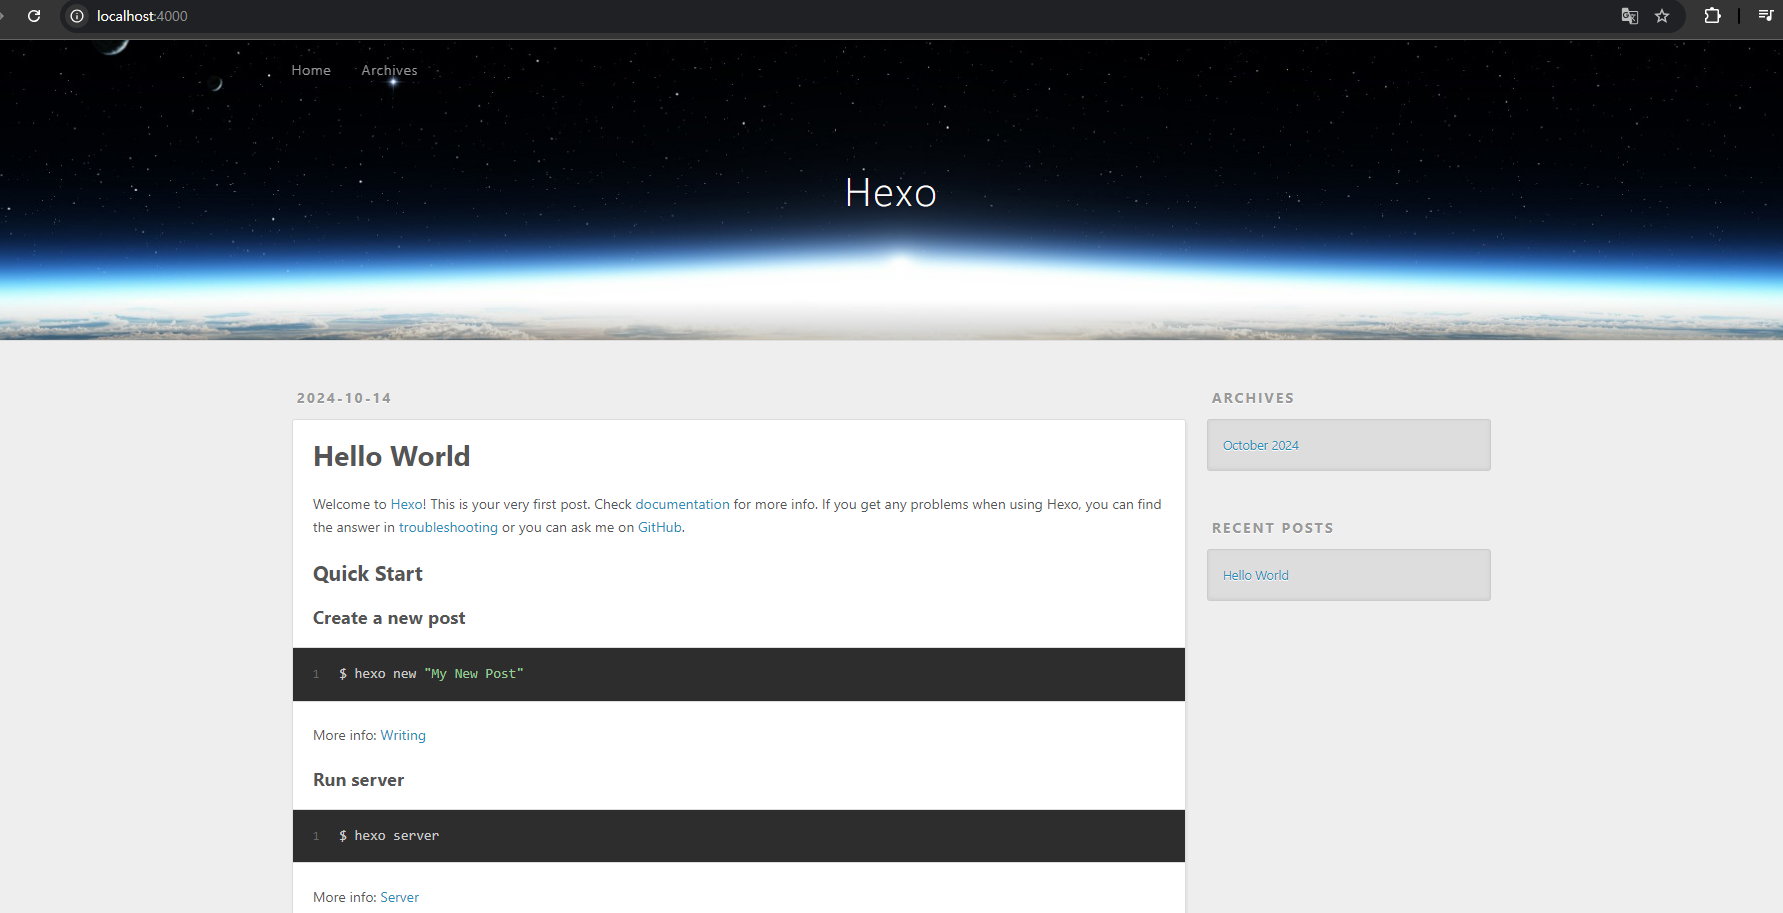 localhost:4000
Home Archives
Hexo
2024-10-14
Hello World
Welcome to Hexo! This is your very first post. Check documentation for more info. If you get any problems when using Hexo, you can find
the answer in troubleshooting or you can ask me on GitHub.
Quick Start
Create a new post
1 $ hexo new "My New Post"
More info: Writing
Run server
1 $ hexo server
More info: Server
ARCHIVES
October 2024
RECENT POSTS
Hello World